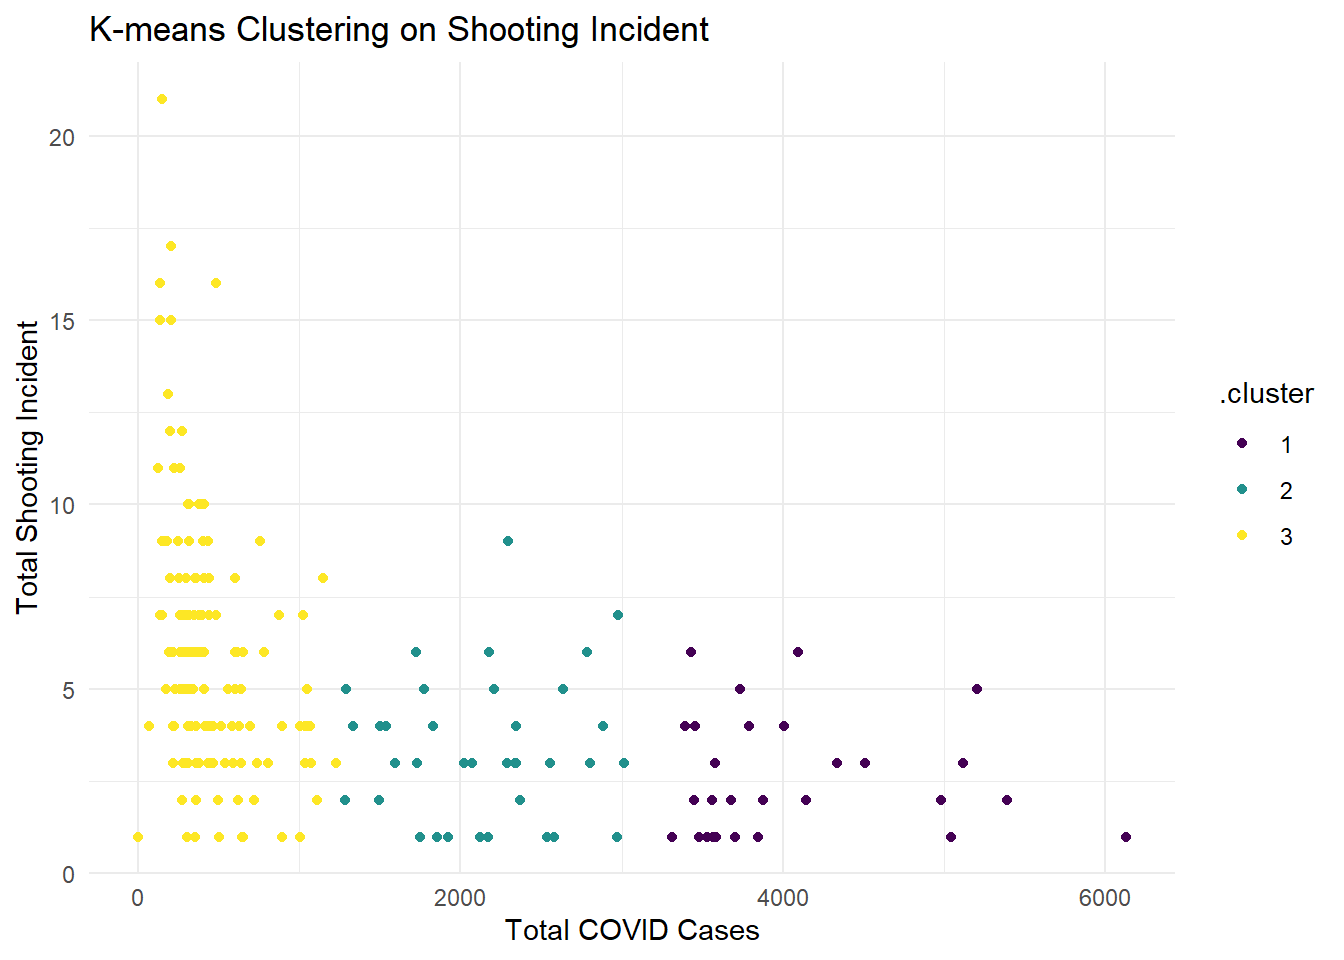 K-means Clustering on Shooting Incident
20
15
10
5
0
Total Shooting Incident
0 2000 4000 6000
Total COVID Cases
.cluster
1
2
3